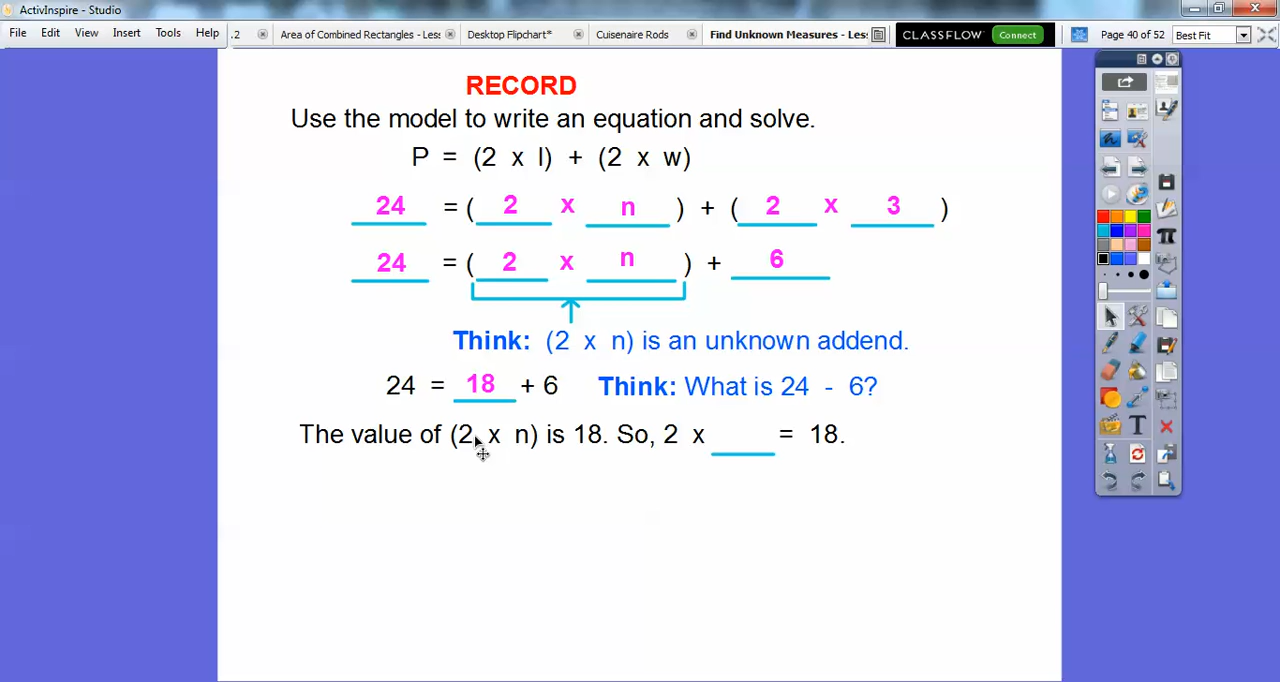 ActivInspire - Studio
File Edit View Insert Tools Help .2 Area of Combined Rectangles - Less Desktop Flipchart* Cuisenaire Rods Find Unknown Measures - Les: CLASSFLOW Connect Page 40 of 52 Best Fit
RECORD
Use the model to write an equation and solve.
P = (2 x l) + (2 x w)
24 = ( 2 x n ) + ( 2 x 3 )
24 = ( 2 x n ) + 6
Think: (2 x n) is an unknown addend.
24 = 18 + 6 Think: What is 24 - 6?
The value of (2 x n) is 18. So, 2 x ____ = 18.